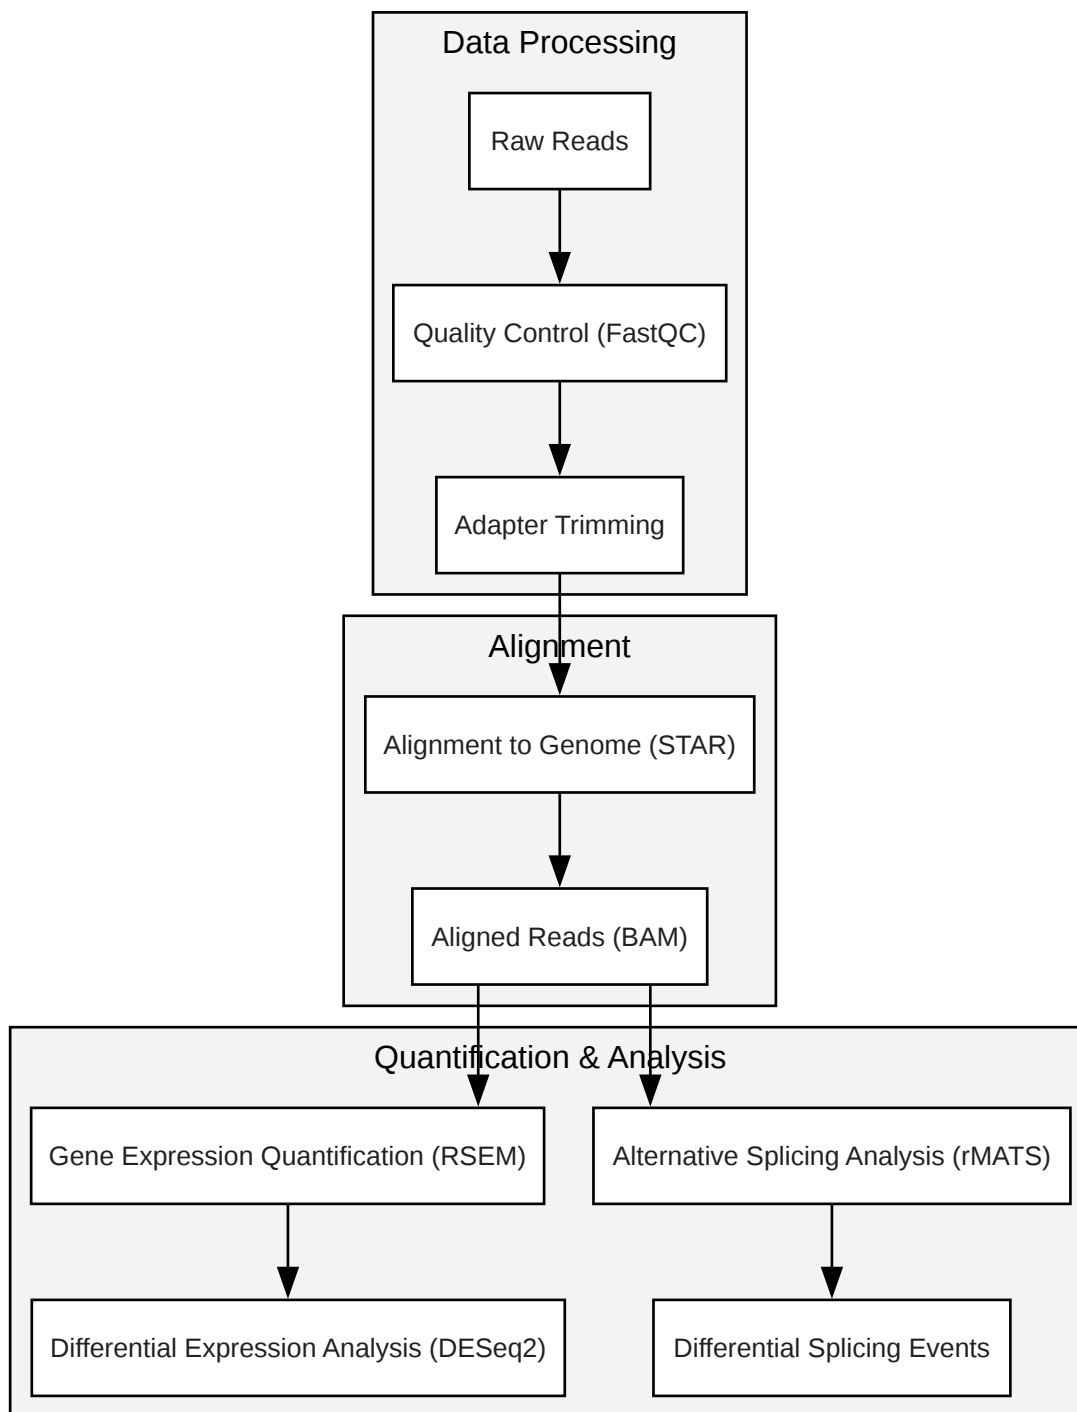 Data Processing
Raw Reads
Quality Control (FastQC)
Adapter Trimming
Alignment
Alignment to Genome (STAR)
Aligned Reads (BAM)
Quantification & Analysis
Gene Expression Quantification (RSEM)
Alternative Splicing Analysis (rMATS)
Differential Expression Analysis (DESeq2)
Differential Splicing Events